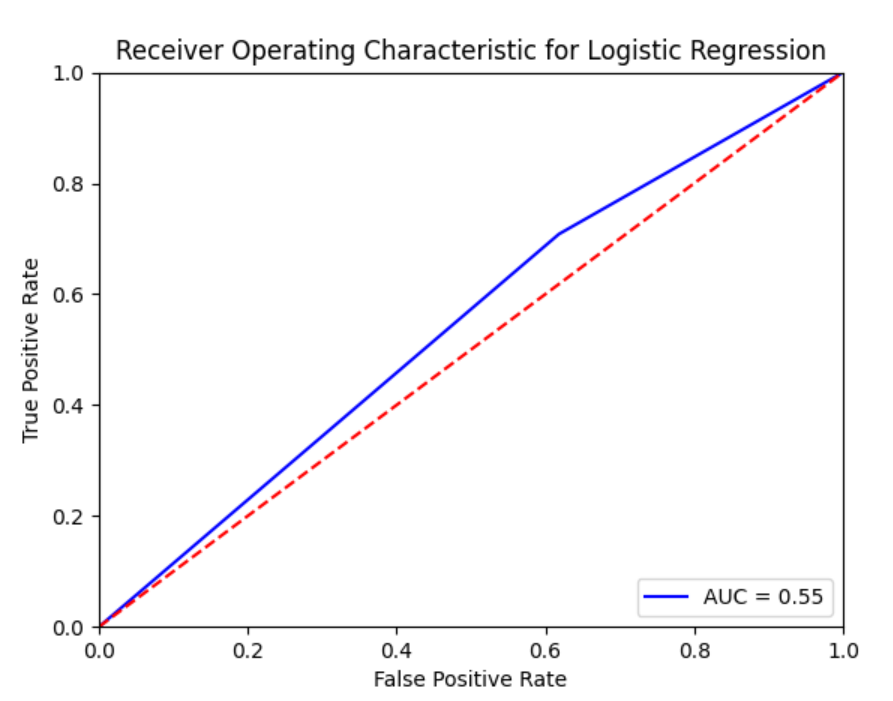 Receiver Operating Characteristic for Logistic Regression
1.0
0.8
0.6
0.4
0.2
0.0
True Positive Rate
AUC = 0.55
0.0 0.2 0.4 0.6 0.8 1.0
False Positive Rate